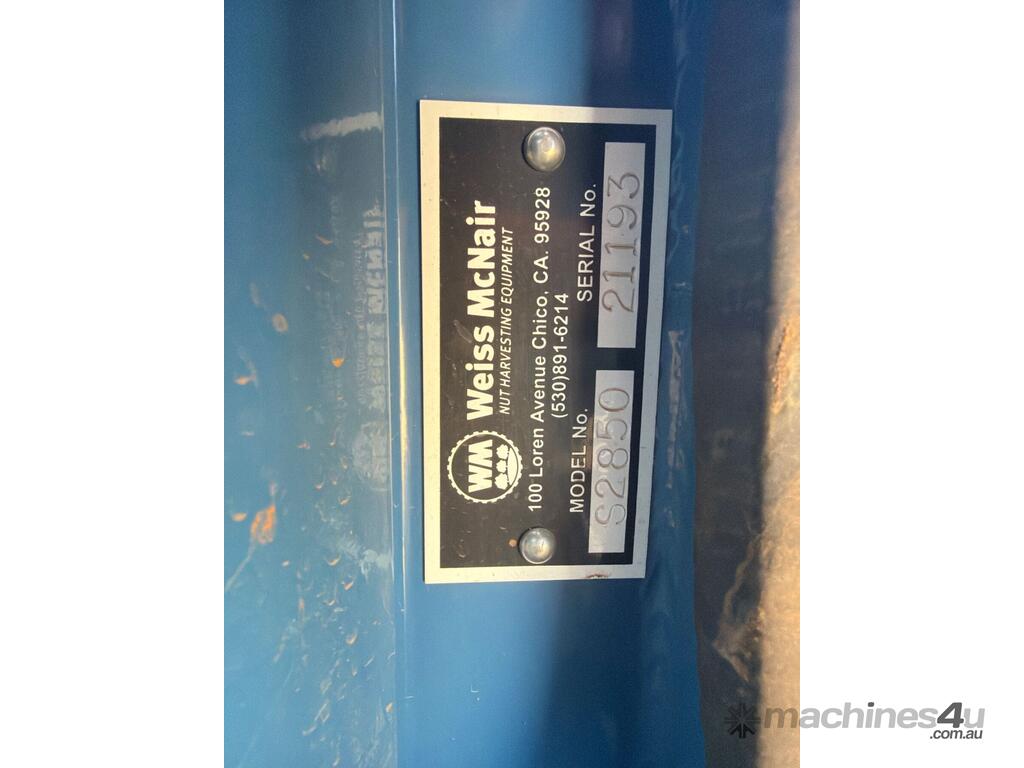 WM
Weiss McNair
NUT HARVESTING EQUIPMENT
100 Loren Avenue Chico, CA. 95928
(530)891-6214
MODEL No. SERIAL No.
S2850 21193
machines4u
.com.au